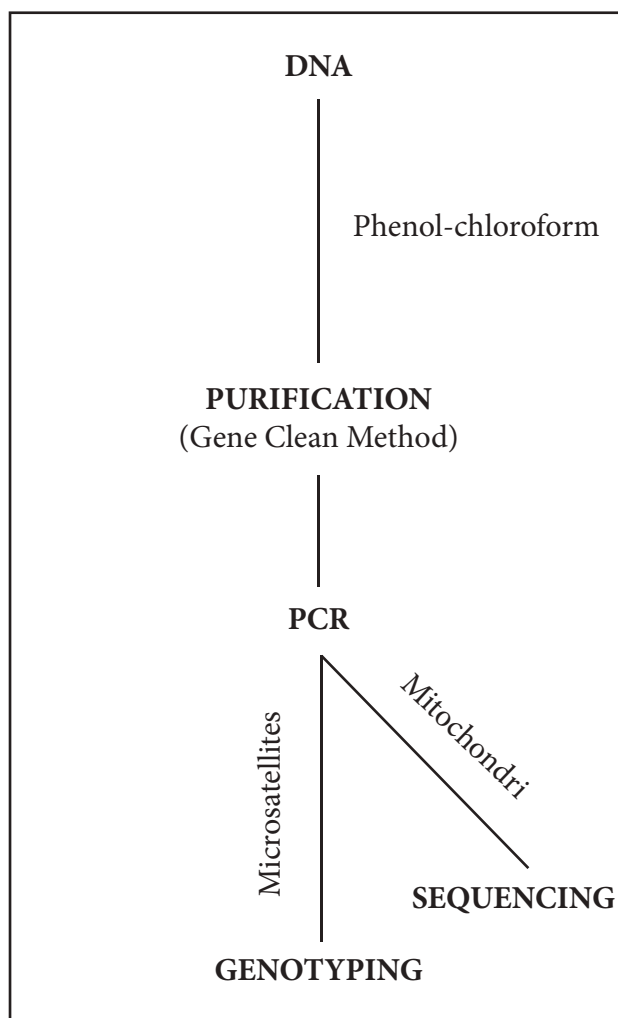 DNA
Phenol-chloroform
PURIFICATION
(Gene Clean Method)
PCR
Microsatellites
Mitochondri
SEQUENCING
GENOTYPING